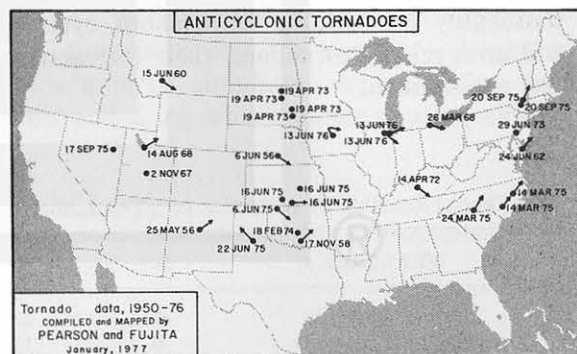 ANTICYCLONIC TORNADOES
15 JUN 60
19 APR 73
19 APR 73
19 APR 73
19 APR 73
20 SEP 75
20 SEP 75
26 MAR 68
13 JUN 76
13 JUN 76
13 JUN 76
29 JUN 73
17 SEP 75
14 AUG 68
6 JUN 56
24 JUN 62
2 NOV 67
14 APR 72
16 JUN 75
16 JUN 75
16 JUN 75
14 MAR 75
6 JUN 75
24 MAR 75
14 MAR 75
25 MAY 56
18 FEB 74
22 JUN 75
17 NOV 58
Tornado data, 1950-76
COMPILED and MAPPED by
PEARSON and FUJITA
January, 1977